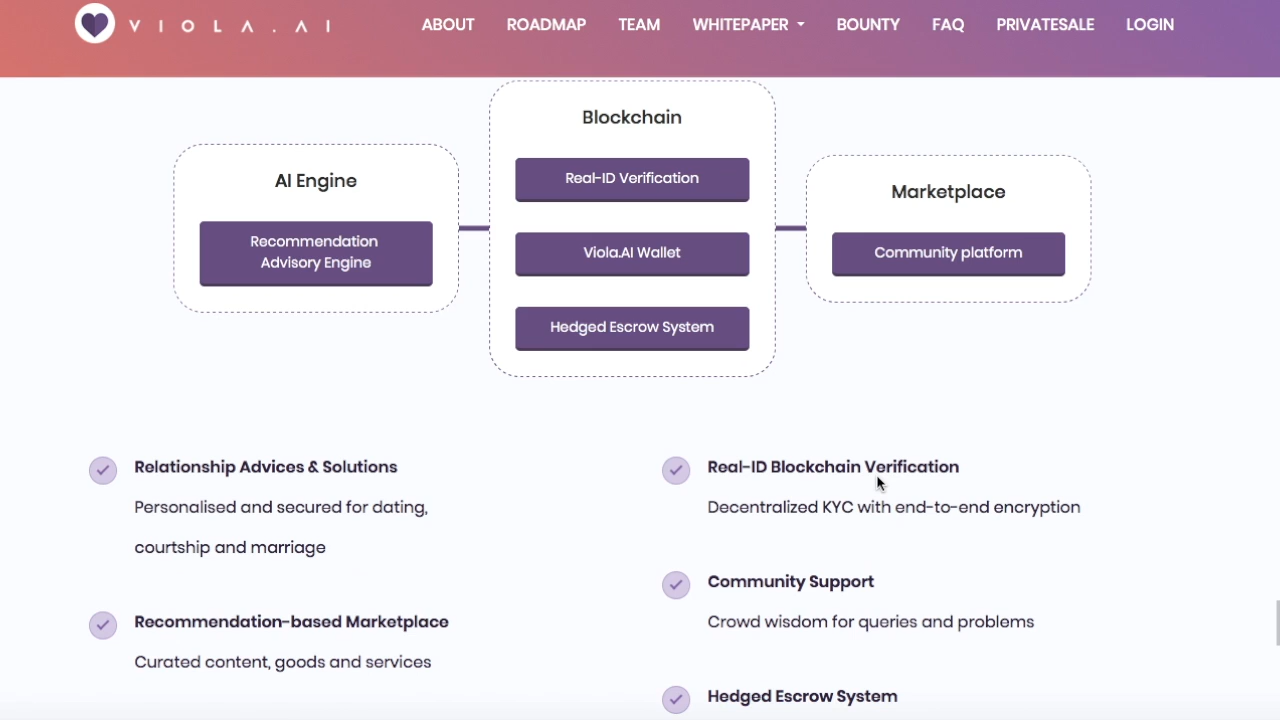 VIOLA.AI
ABOUT ROADMAP TEAM WHITEPAPER BOUNTY FAQ PRIVATESALE LOGIN
AI Engine
Recommendation
Advisory Engine
Blockchain
Real-ID Verification
Viola.AI Wallet
Hedged Escrow System
Marketplace
Community platform
Relationship Advices & Solutions
Personalised and secured for dating,
courtship and marriage
Recommendation-based Marketplace
Curated content, goods and services
Real-ID Blockchain Verification
Decentralized KYC with end-to-end encryption
Community Support
Crowd wisdom for queries and problems
Hedged Escrow System